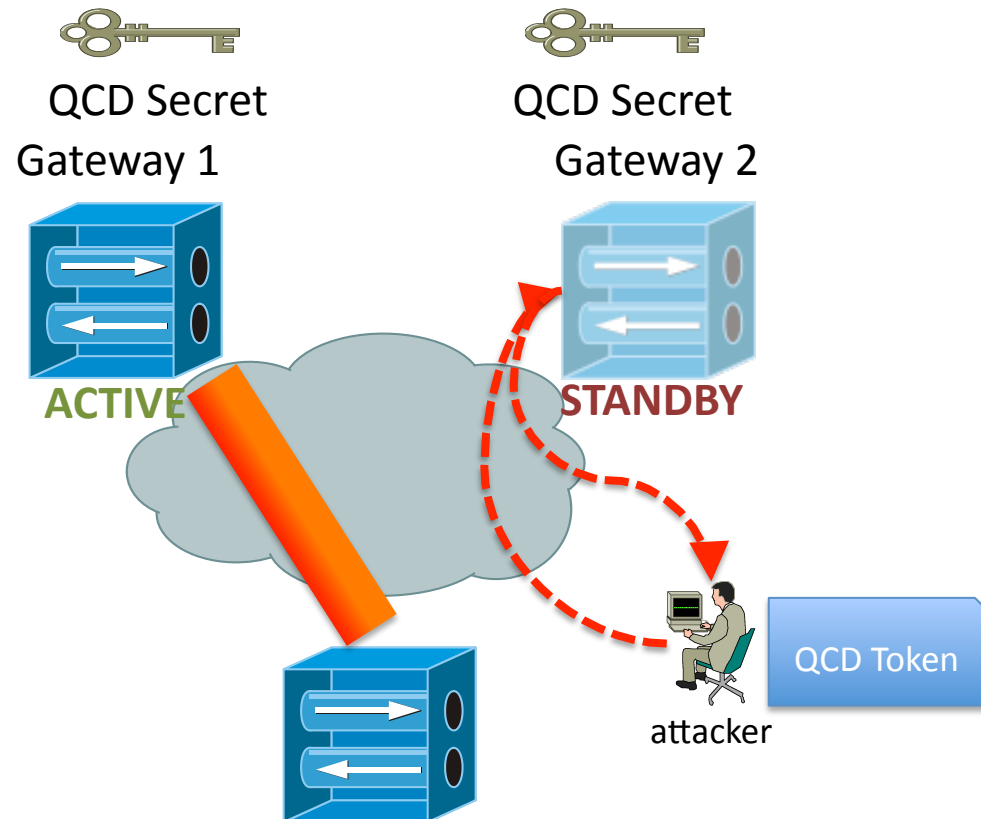 QCD Secret
QCD Secret
Gateway 1
Gateway 2
ACTIVE
STANDBY
QCD Token
attacker